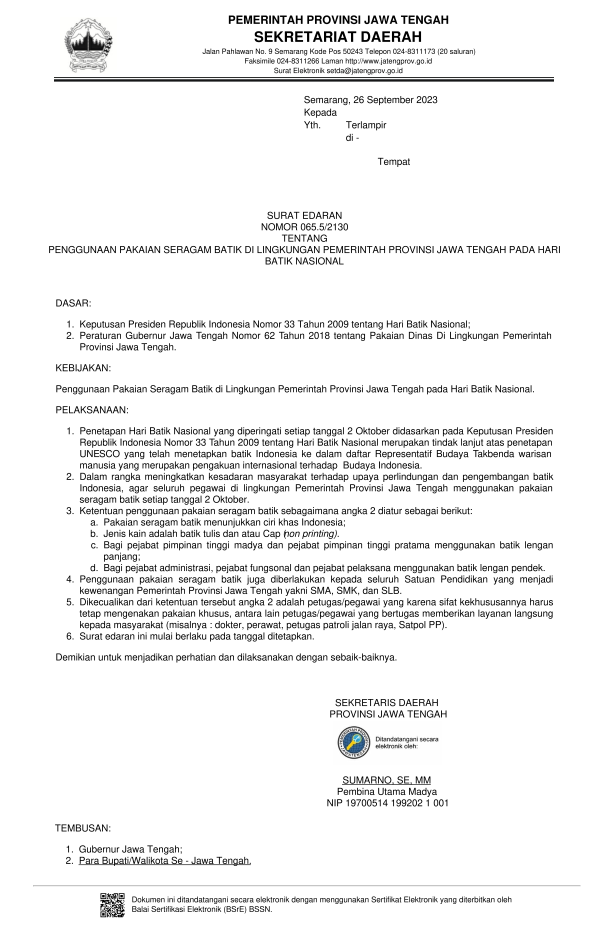 PEMERINTAH PROVINSI JAWA TENGAH
SEKRETARIAT DAERAH
Jalan Pahlawan No. 9 Semarang Kode Pos 50243 Telepon 024-8311173 (20 saluran)
Faksimile 024-8311266 Laman http://www.jatengprov.go.id
Surat Elektronik setda@jatengprov.go.id
Semarang, 26 September 2023
Kepada
Yth. Terlampir
di -
Tempat
SURAT EDARAN
NOMOR 065.5/2130
TENTANG
PENGGUNAAN PAKAIAN SERAGAM BATIK DI LINGKUNGAN PEMERINTAH PROVINSI JAWA TENGAH PADA HARI
BATIK NASIONAL
DASAR:
1. Keputusan Presiden Republik Indonesia Nomor 33 Tahun 2009 tentang Hari Batik Nasional;
2. Peraturan Gubernur Jawa Tengah Nomor 62 Tahun 2018 tentang Pakaian Dinas Di Lingkungan Pemerintah
Provinsi Jawa Tengah.
KEBIJAKAN:
Penggunaan Pakaian Seragam Batik di Lingkungan Pemerintah Provinsi Jawa Tengah pada Hari Batik Nasional.
PELAKSANAAN:
1. Penetapan Hari Batik Nasional yang diperingati setiap tanggal 2 Oktober didasarkan pada Keputusan Presiden
Republik Indonesia Nomor 33 Tahun 2009 tentang Hari Batik Nasional merupakan tindak lanjut atas penetapan
UNESCO yang telah menetapkan batik Indonesia ke dalam daftar Representatif Budaya Takbenda warisan
manusia yang merupakan pengakuan internasional terhadap Budaya Indonesia.
2. Dalam rangka meningkatkan kesadaran masyarakat terhadap upaya perlindungan dan pengembangan batik
Indonesia, agar seluruh pegawai di lingkungan Pemerintah Provinsi Jawa Tengah menggunakan pakaian
seragam batik setiap tanggal 2 Oktober.
3. Ketentuan penggunaan pakaian seragam batik sebagaimana angka 2 diatur sebagai berikut:
a. Pakaian seragam batik menunjukkan ciri khas Indonesia;
b. Jenis kain adalah batik tulis dan atau Cap (non printing).
c. Bagi pejabat pimpinan tinggi madya dan pejabat pimpinan tinggi pratama menggunakan batik lengan
panjang;
d. Bagi pejabat administrasi, pejabat fungsonal dan pejabat pelaksana menggunakan batik lengan pendek.
4. Penggunaan pakaian seragam batik juga diberlakukan kepada seluruh Satuan Pendidikan yang menjadi
kewenangan Pemerintah Provinsi Jawa Tengah yakni SMA, SMK, dan SLB.
5. Dikecualikan dari ketentuan tersebut angka 2 adalah petugas/pegawai yang karena sifat kekhususannya harus
tetap mengenakan pakaian khusus, antara lain petugas/pegawai yang bertugas memberikan layanan langsung
kepada masyarakat (misalnya : dokter, perawat, petugas patroli jalan raya, Satpol PP).
6. Surat edaran ini mulai berlaku pada tanggal ditetapkan.
Demikian untuk menjadikan perhatian dan dilaksanakan dengan sebaik-baiknya.
SEKRETARIS DAERAH
PROVINSI JAWA TENGAH
Ditandatangani secara
elektronik oleh:
SUMARNO, SE, MM
Pembina Utama Madya
NIP 19700514 199202 1 001
TEMBUSAN:
1. Gubernur Jawa Tengah;
2. Para Bupati/Walikota Se - Jawa Tengah.
Dokumen ini ditandatangani secara elektronik dengan menggunakan Sertifikat Elektronik yang diterbitkan oleh
Balai Sertifikasi Elektronik (BSrE) BSSN.